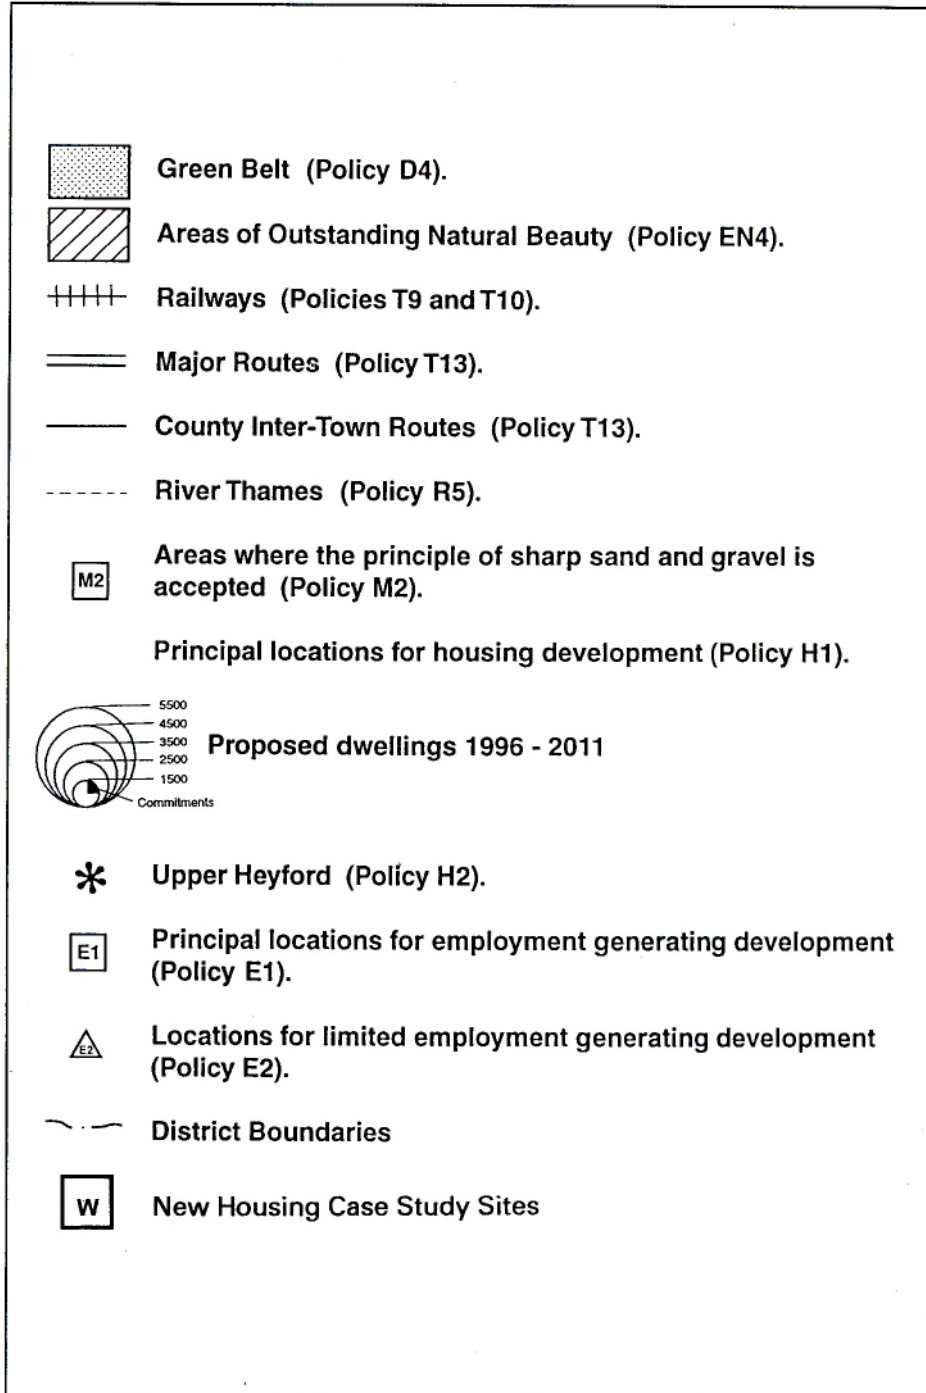 Green Belt (Policy D4).
Areas of Outstanding Natural Beauty (Policy EN4).
Railways (Policies T9 and T10).
Major Routes (Policy T13).
County Inter-Town Routes (Policy T13).
River Thames (Policy R5).
M2
Areas where the principle of sharp sand and gravel is
accepted (Policy M2).
Principal locations for housing development (Policy H1).
5500
4500
3500
2500
1500
Commitments
Proposed dwellings 1996 - 2011
Upper Heyford (Policy H2).
E1
Principal locations for employment generating development
(Policy E1).
E2
Locations for limited employment generating development
(Policy E2).
District Boundaries
W
New Housing Case Study Sites